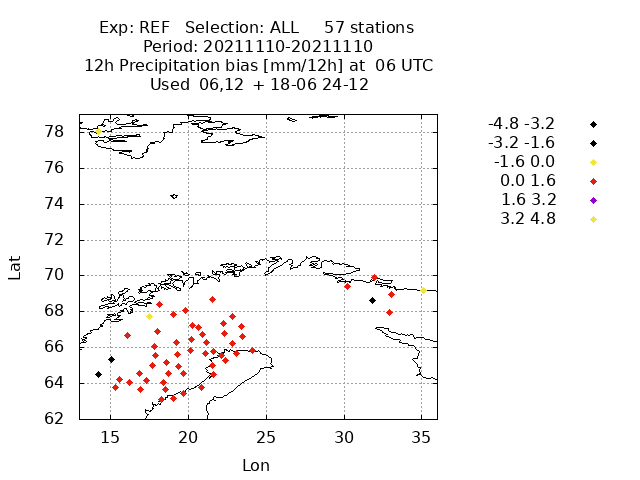 Exp: REF   Selection: ALL     57 stations
Period: 20211110-20211110
12h Precipitation bias [mm/12h] at  06 UTC
Used  06,12  + 18-06 24-12
-4.8 -3.2
-3.2 -1.6
-1.6 0.0
0.0 1.6
1.6 3.2
3.2 4.8
78
76
74
72
70
68
66
64
62
Lat
15 20 25 30 35
Lon